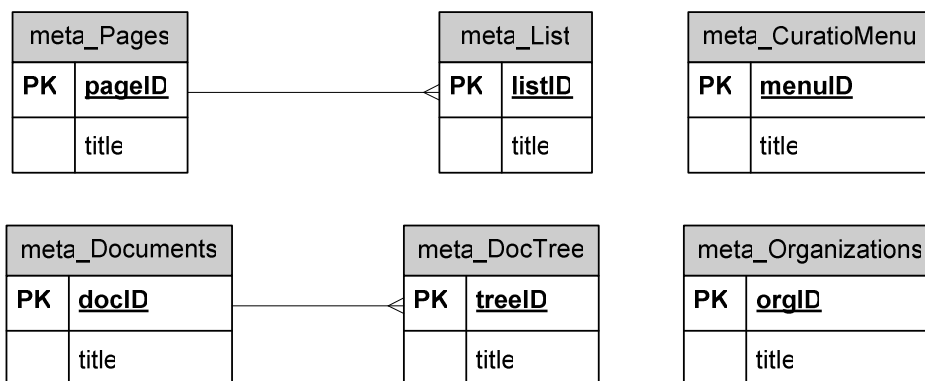 meta_Pages
PK pageID
title
meta_List
PK listID
title
meta_CuratioMenu
PK menuID
title
meta_Documents
PK docID
title
meta_DocTree
PK treeID
title
meta_Organizations
PK orgID
title